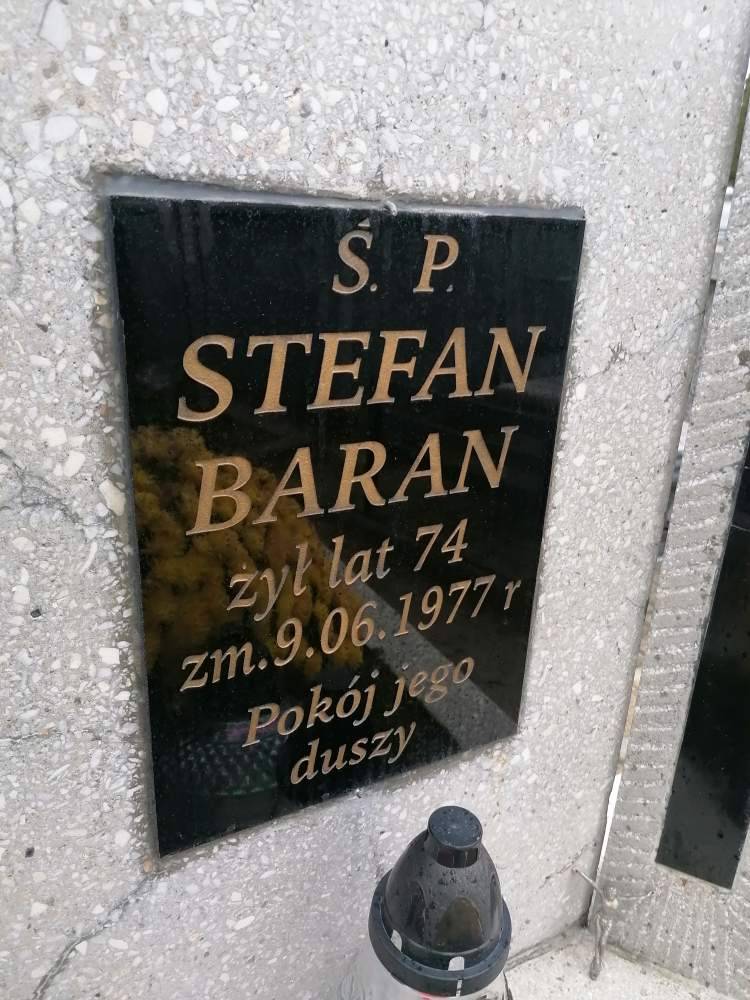 Ś. P.
STEFAN
BARAN
żył lat 74
zm.9.06.1977 r
Pokój jego
duszy